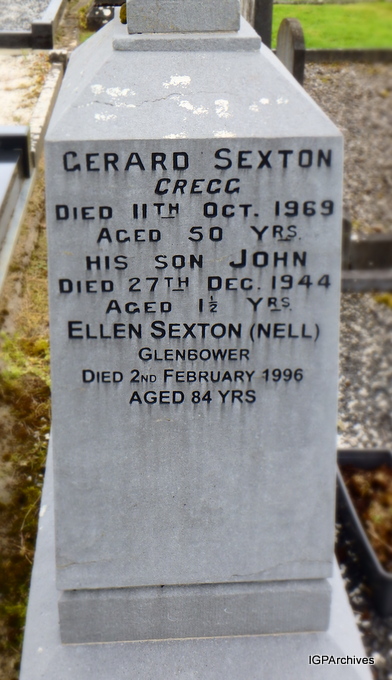 GERARD SEXTON
CREGG
DIED 11TH OCT. 1969
AGED 50 YRS.
HIS SON JOHN
DIED 27TH DEC. 1944
AGED 1½ YRS.
ELLEN SEXTON (NELL)
GLENBOWER
DIED 2ND FEBRUARY 1996
AGED 84 YRS
IGPArchives